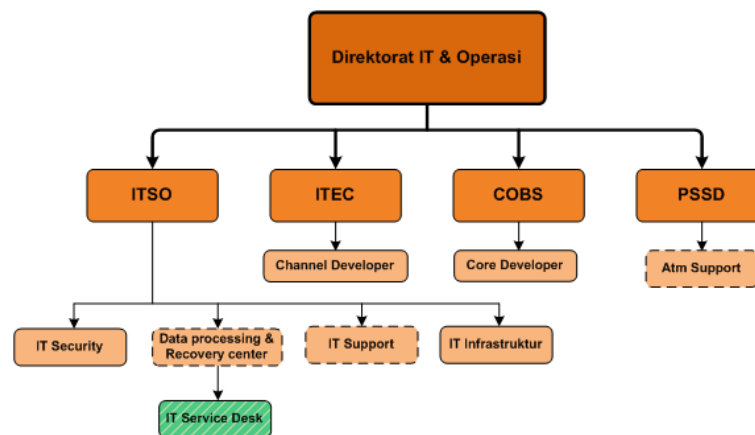 Direktorat IT & Operasi
ITSO
ITEC
COBS
PSSD
Channel Developer
Core Developer
Atm Support
IT Security
Data processing &
Recovery center
IT Support
IT Infrastruktur
IT Service Desk